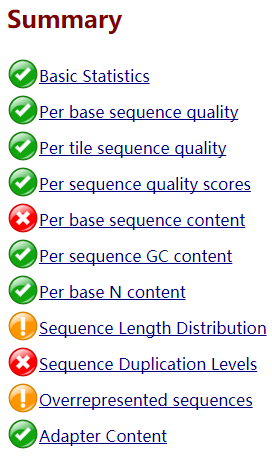 Summary
Basic Statistics
Per base sequence quality
Per tile sequence quality
Per sequence quality scores
Per base sequence content
Per sequence GC content
Per base N content
Sequence Length Distribution
Sequence Duplication Levels
Overrepresented sequences
Adapter Content